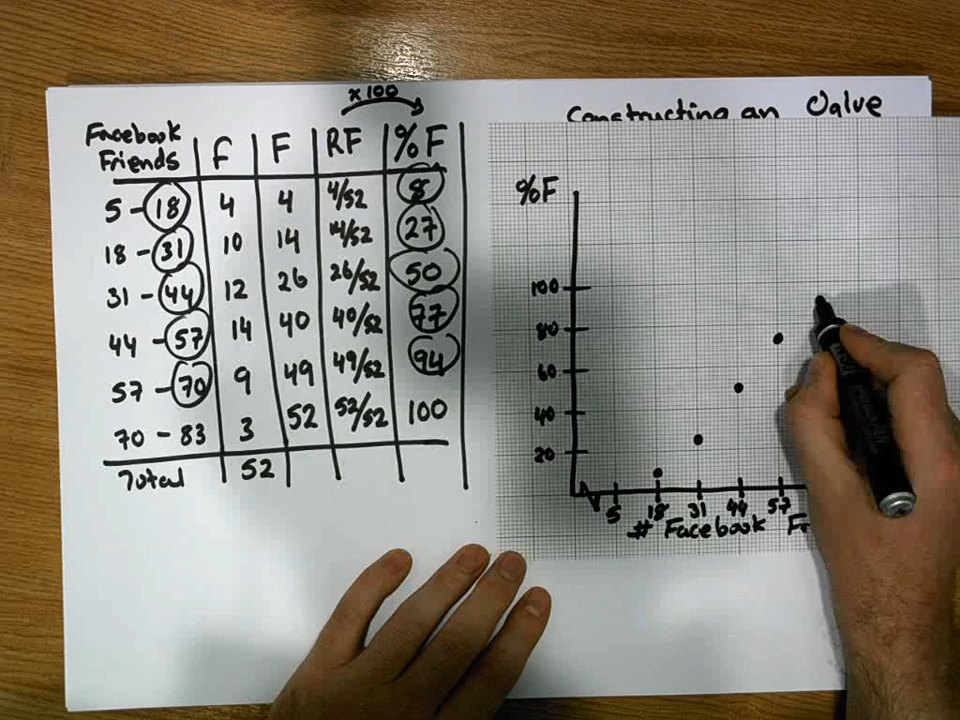 x 100
Constructing an Ogive
Facebook Friends f F RF %F
5 - 18 4 4 4/52 8
18 - 31 10 14 14/52 27
31 - 44 12 26 26/52 50
44 - 57 14 40 40/52 77
57 - 70 9 49 49/52 94
70 - 83 3 52 52/52 100
Total 52
%F
100
80
60
40
20
5 18 31 44 57
# Facebook Fr